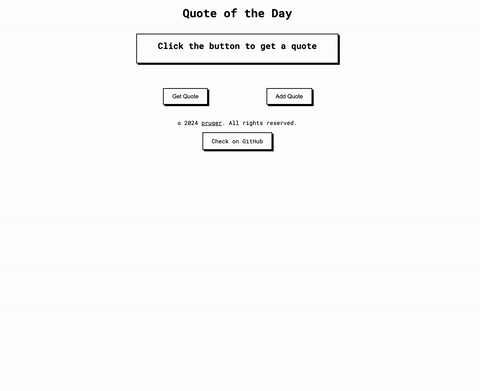 Quote of the Day
Click the button to get a quote
Get Quote
Add Quote
© 2024 pruger. All rights reserved.
Check on GitHub